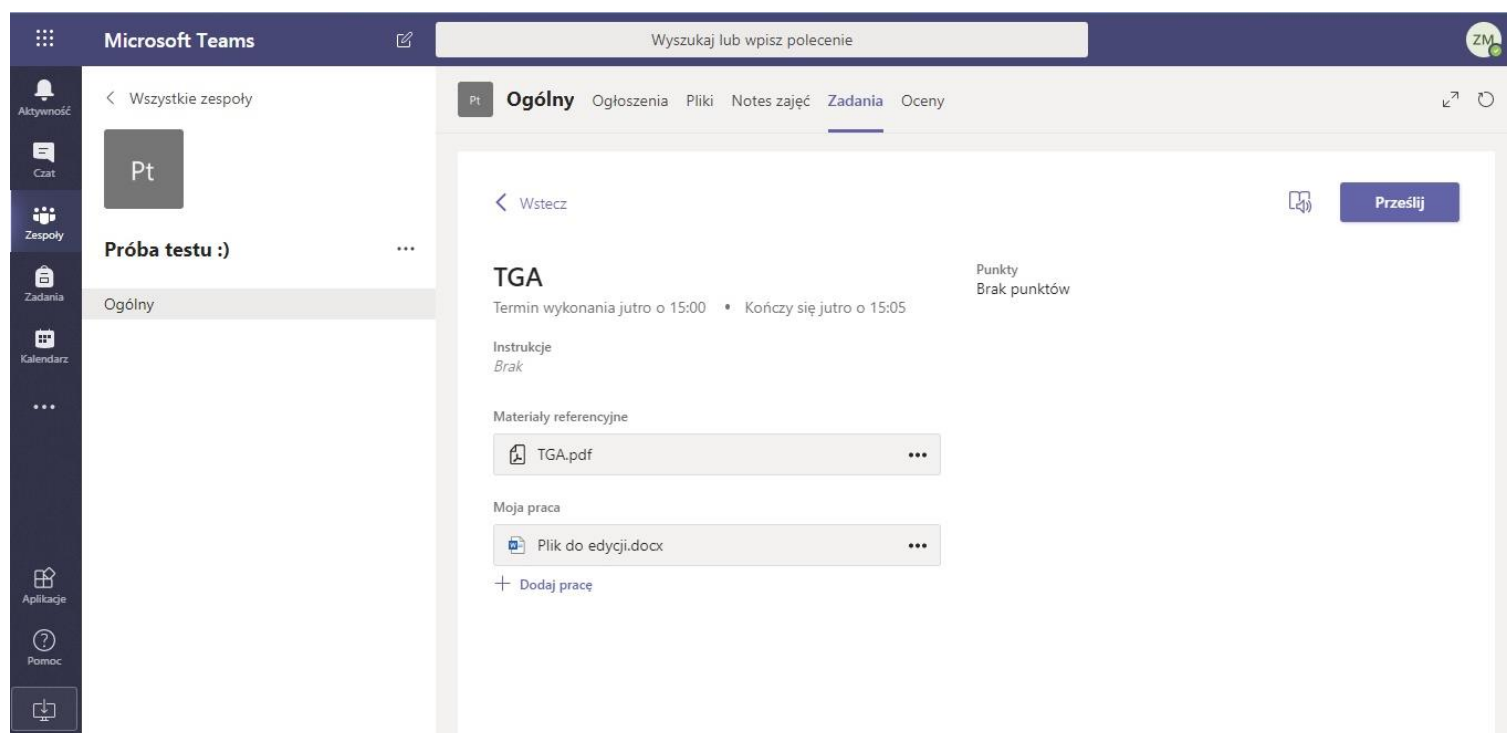 Microsoft Teams
Wyszukaj lub wpisz polecenie
ZM
Aktywność
Czat
Zespoły
Zadania
Kalendarz
Aplikacje
Pomoc
Wszystkie zespoły
Pt
Próba testu :)
Ogólny
Pt Ogólny Ogłoszenia Pliki Notes zajęć Zadania Oceny
Wstecz
Prześlij
TGA
Termin wykonania jutro o 15:00 • Kończy się jutro o 15:05
Punkty
Brak punktów
Instrukcje
Brak
Materiały referencyjne
TGA.pdf
Moja praca
Plik do edycji.docx
+ Dodaj pracę